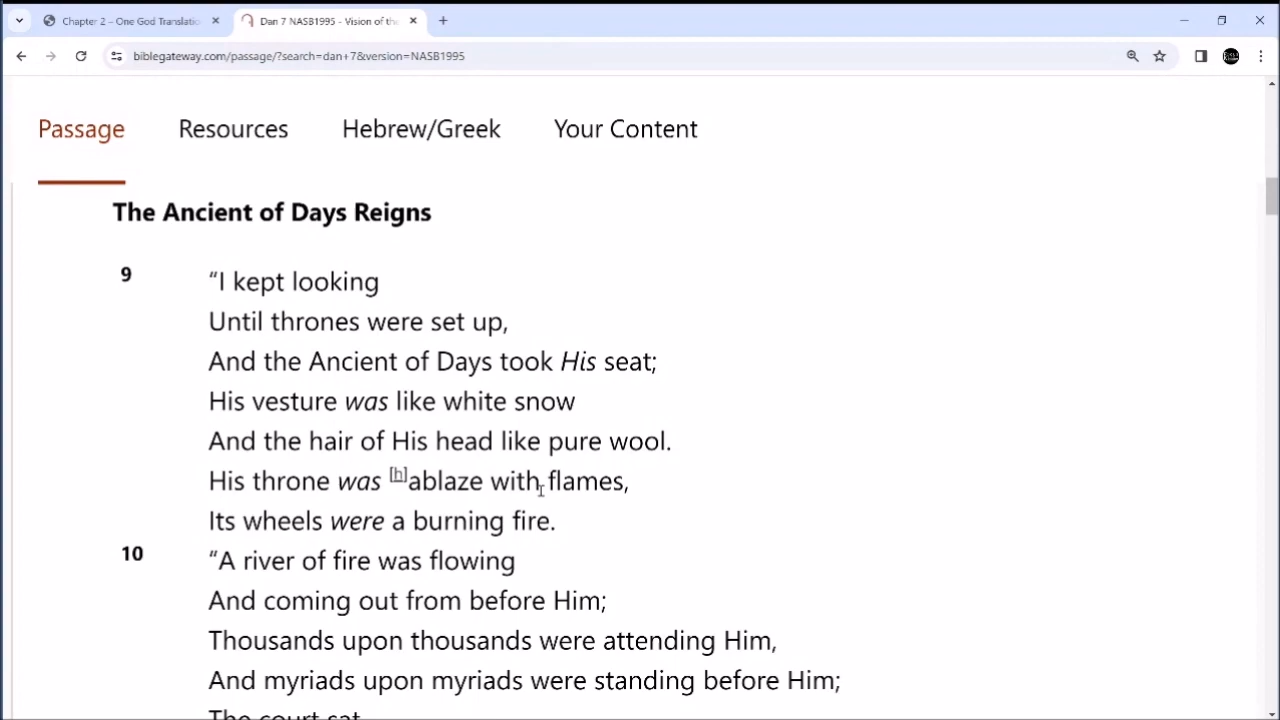 Chapter 2 – One God Translatio
Dan 7 NASB1995 - Vision of the
biblegateway.com/passage/?search=dan+7&version=NASB1995
Passage Resources Hebrew/Greek Your Content
The Ancient of Days Reigns
9 “I kept looking
Until thrones were set up,
And the Ancient of Days took His seat;
His vesture was like white snow
And the hair of His head like pure wool.
His throne was [h]ablaze with flames,
Its wheels were a burning fire.
10 “A river of fire was flowing
And coming out from before Him;
Thousands upon thousands were attending Him,
And myriads upon myriads were standing before Him;
The court sat